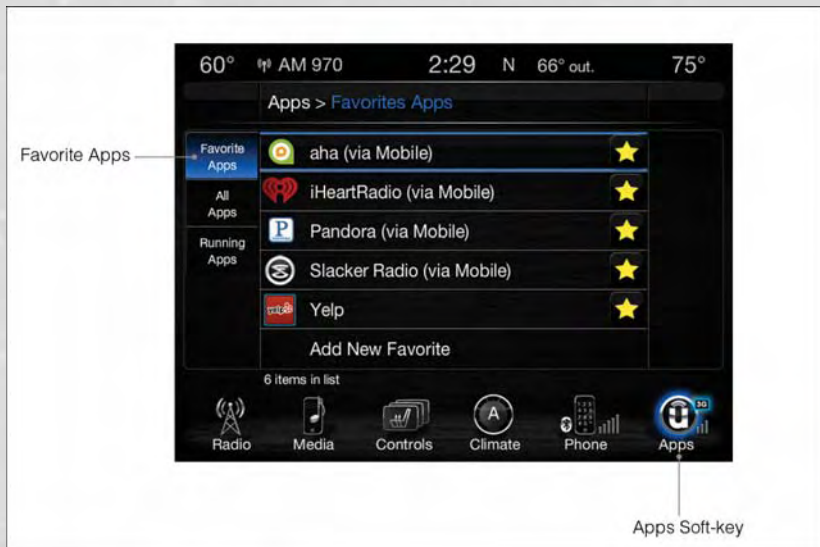 60° AM 970 2:29 N 66° out. 75°
Apps > Favorites Apps
Favorite Apps
Favorite
Apps
aha (via Mobile)
All
Apps
iHeartRadio (via Mobile)
P
Pandora (via Mobile)
Running
Apps
Slacker Radio (via Mobile)
yelp
Yelp
Add New Favorite
6 items in list
A
3G
Radio Media Controls Climate Phone Apps
Apps Soft-key